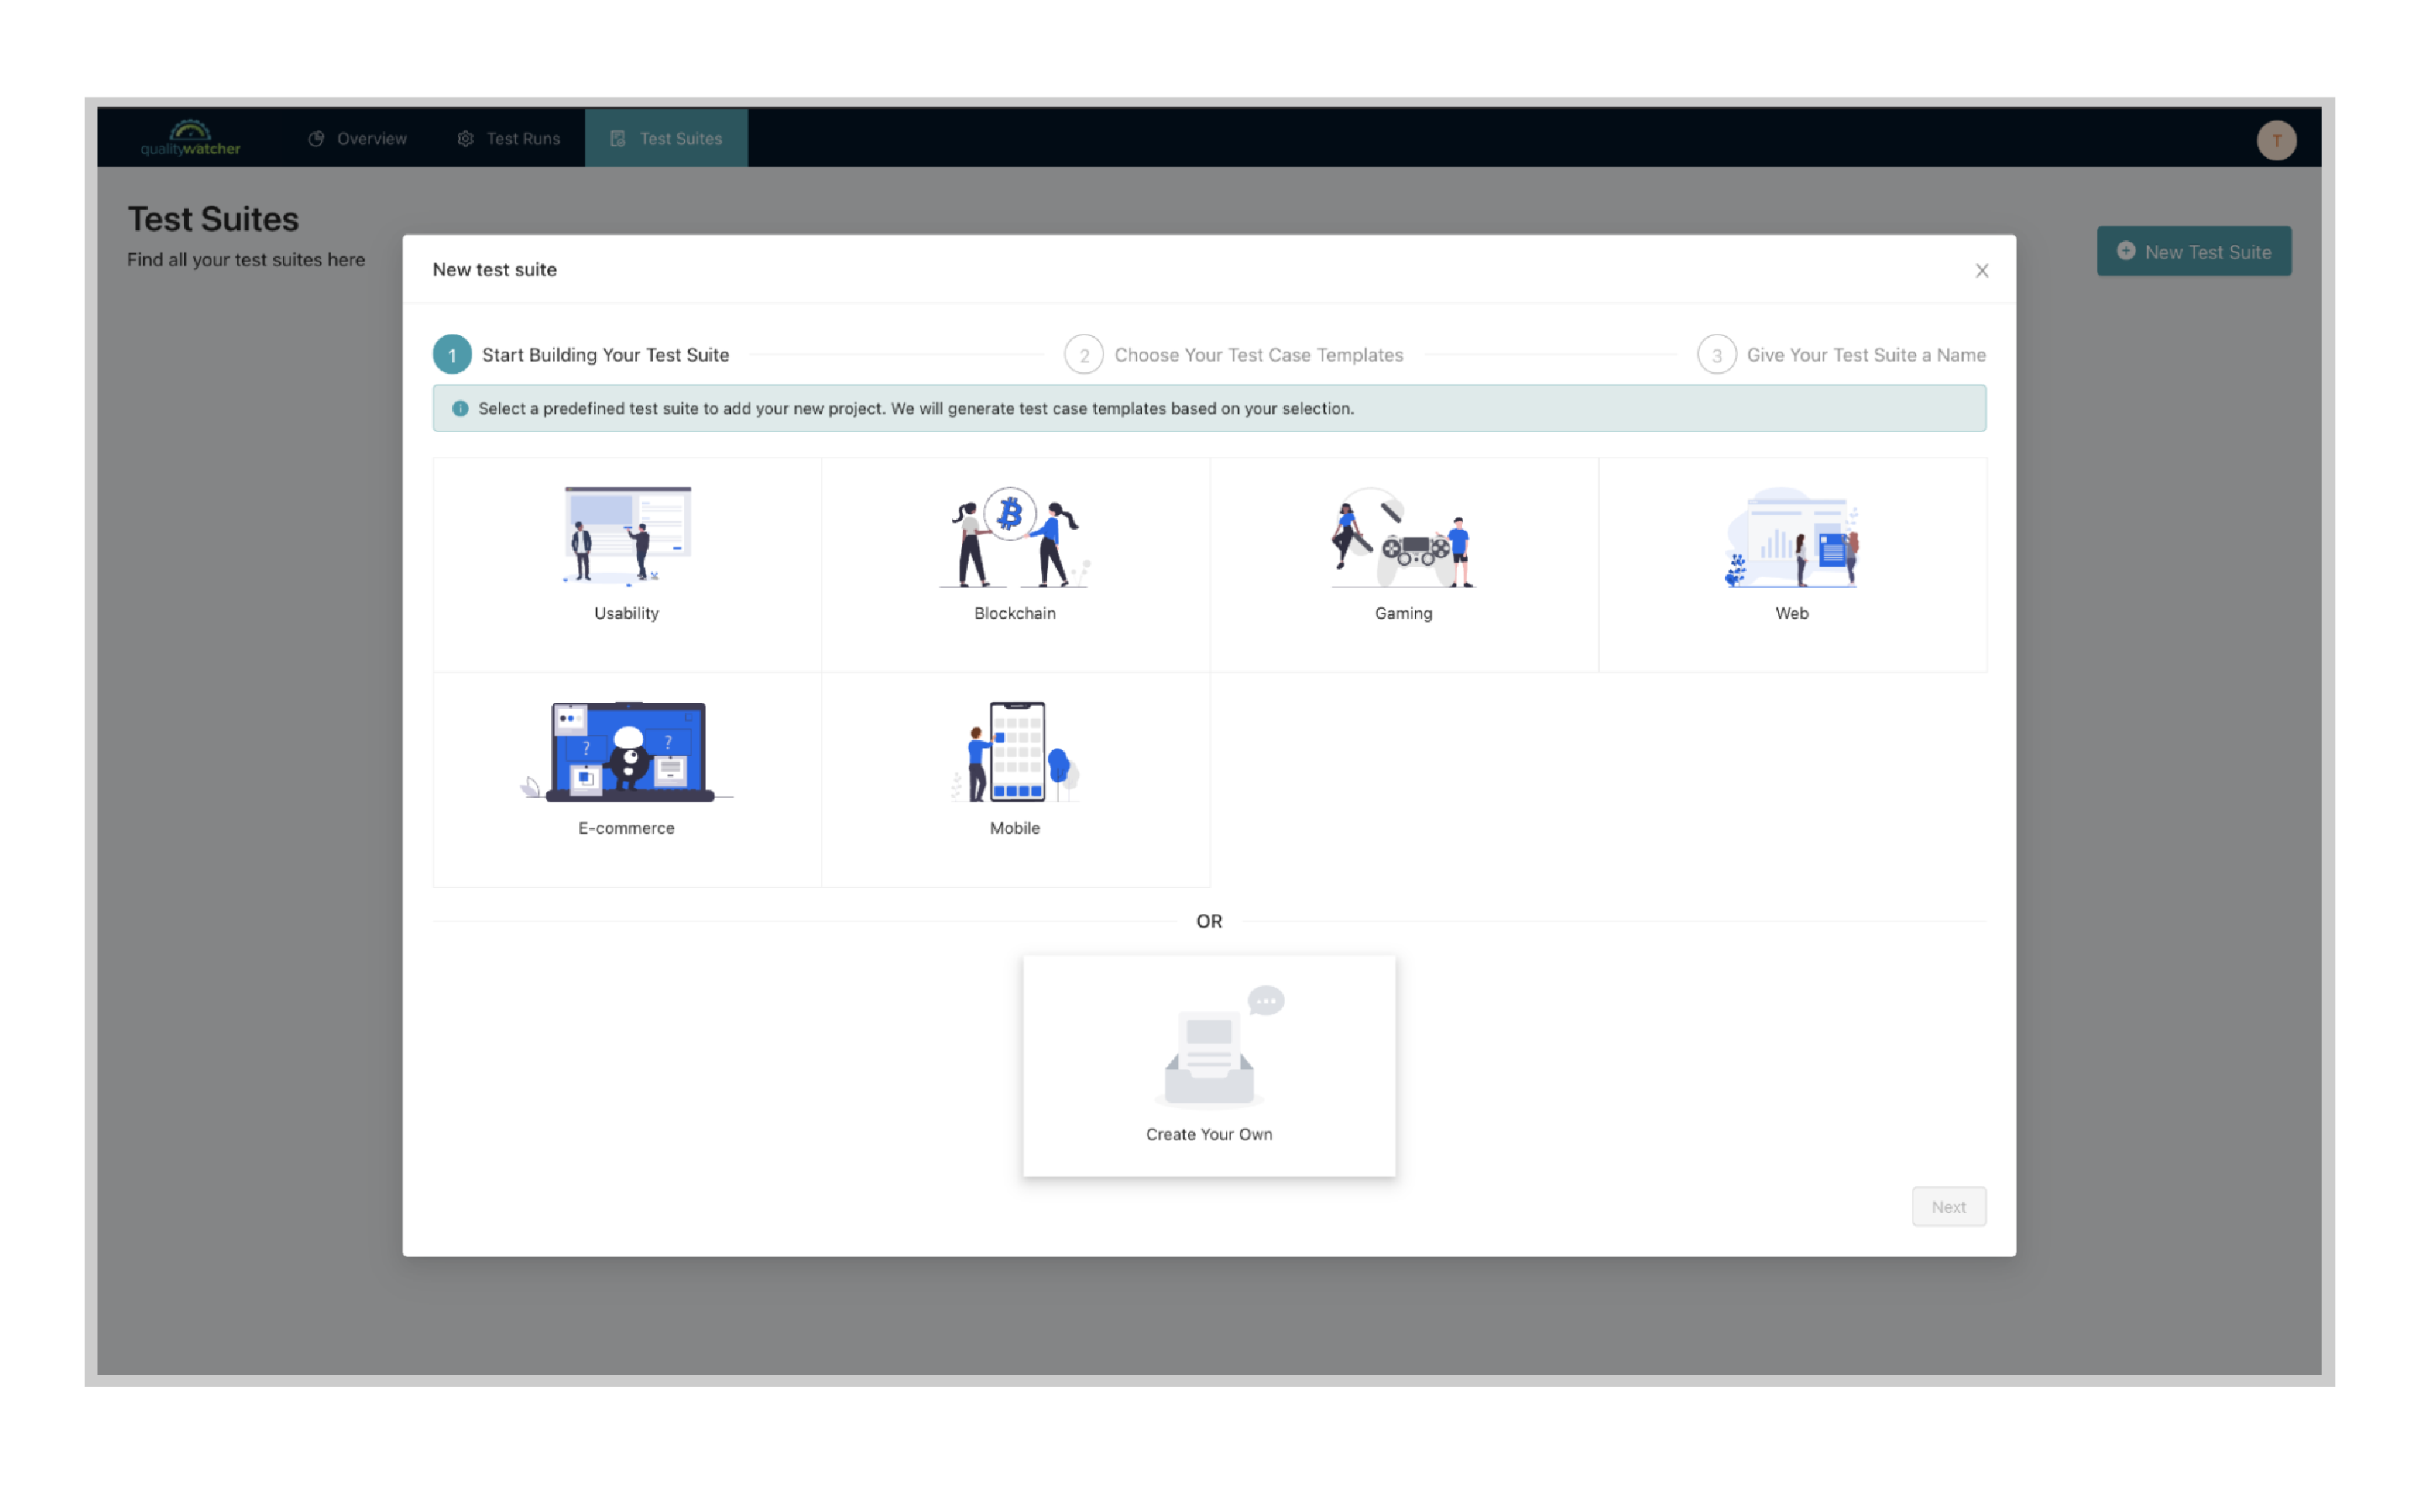 qualitywatcher
Overview
Test Runs
Test Suites
T
Test Suites
Find all your test suites here
New Test Suite
New test suite
1 Start Building Your Test Suite
2 Choose Your Test Case Templates
3 Give Your Test Suite a Name
Select a predefined test suite to add your new project. We will generate test case templates based on your selection.
Usability
Blockchain
Gaming
Web
? ?
E-commerce
Mobile
OR
Create Your Own
Next